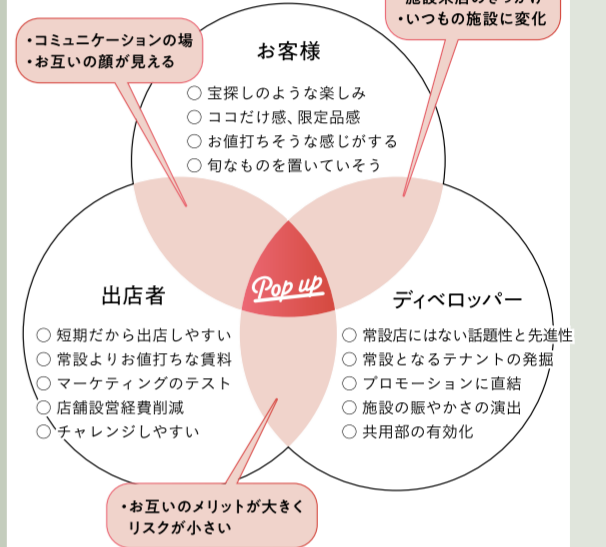 ・いつもの施設に変化
・コミュニケーションの場
・お互いの顔が見える
お客様
○ 宝探しのような楽しみ
○ ココだけ感、限定品感
○ お値打ちそうな感じがする
○ 旬なものを置いていそう
Pop up
出店者
○ 短期だから出店しやすい
○ 常設よりお値打ちな賃料
○ マーケティングのテスト
○ 店舗設営経費削減
○ チャレンジしやすい
ディベロッパー
○ 常設店にはない話題性と先進性
○ 常設となるテナントの発掘
○ プロモーションに直結
○ 施設の賑やかさの演出
○ 共用部の有効化
・お互いのメリットが大きく
リスクが小さい